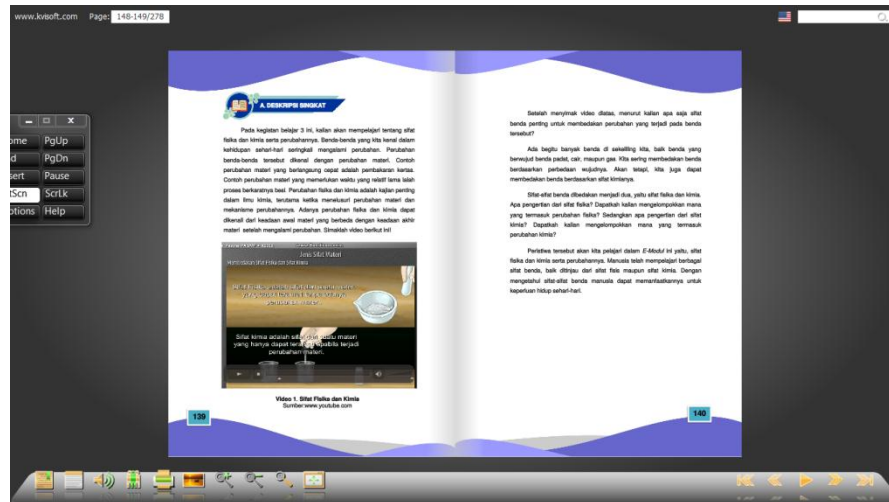 www.kvisoft.com Page: 148-149/278
ome PgUp
d PgDn
sert Pause
tScn ScrLk
otions Help
A. DESKRIPSI SINGKAT
Pada kegiatan belajar 3 ini, kalian akan mempelajari tentang sifat
fisika dan kimia serta perubahannya. Benda-benda yang kita kenal dalam
kehidupan sehari-hari seringkali mengalami perubahan. Perubahan
benda-benda tersebut dikenal dengan perubahan materi. Contoh
perubahan materi yang berlangsung cepat adalah pembakaran kertas.
Contoh perubahan materi yang memerlukan waktu yang relatif lama ialah
proses berkaratnya besi. Perubahan fisika dan kimia adalah kajian penting
dalam ilmu kimia, terutama ketika menelusuri perubahan materi dan
mekanisme perubahannya. Adanya perubahan fisika dan kimia dapat
dikenali dari keadaan awal materi yang berbeda dengan keadaan akhir
materi setelah mengalami perubahan. Simaklah video berikut ini!
Jenis Sifat Materi
Sifat kimia adalah sifat dari suatu materi
yang hanya dapat teramati apabila terjadi
perubahan materi.
Video 1. Sifat Fisika dan Kimia
Sumber:www.youtube.com
139
Setelah menyimak video diatas, menurut kalian apa saja sifat
benda penting untuk membedakan perubahan yang terjadi pada benda
tersebut?
Ada begitu banyak benda di sekeliling kita, baik benda yang
berwujud benda padat, cair, maupun gas. Kita sering membedakan benda
berdasarkan perbedaan wujudnya. Akan tetapi, kita juga dapat
membedakan benda berdasarkan sifat kimianya.
Sifat-sifat benda dibedakan menjadi dua, yaitu sifat fisika dan kimia.
Apa pengertian dari sifat fisika? Dapatkah kalian mengelompokkan mana
yang termasuk perubahan fisika? Sedangkan apa pengertian dari sifat
kimia? Dapatkah kalian mengelompokkan mana yang termasuk
perubahan kimia?
Peristiwa tersebut akan kita pelajari dalam E-Modul ini yaitu, sifat
fisika dan kimia serta perubahannya. Manusia telah mempelajari berbagai
sifat benda, baik ditinjau dari sifat fisis maupun sifat kimia. Dengan
mengetahui sifat-sifat benda manusia dapat memanfaatkannya untuk
keperluan hidup sehari-hari.
140